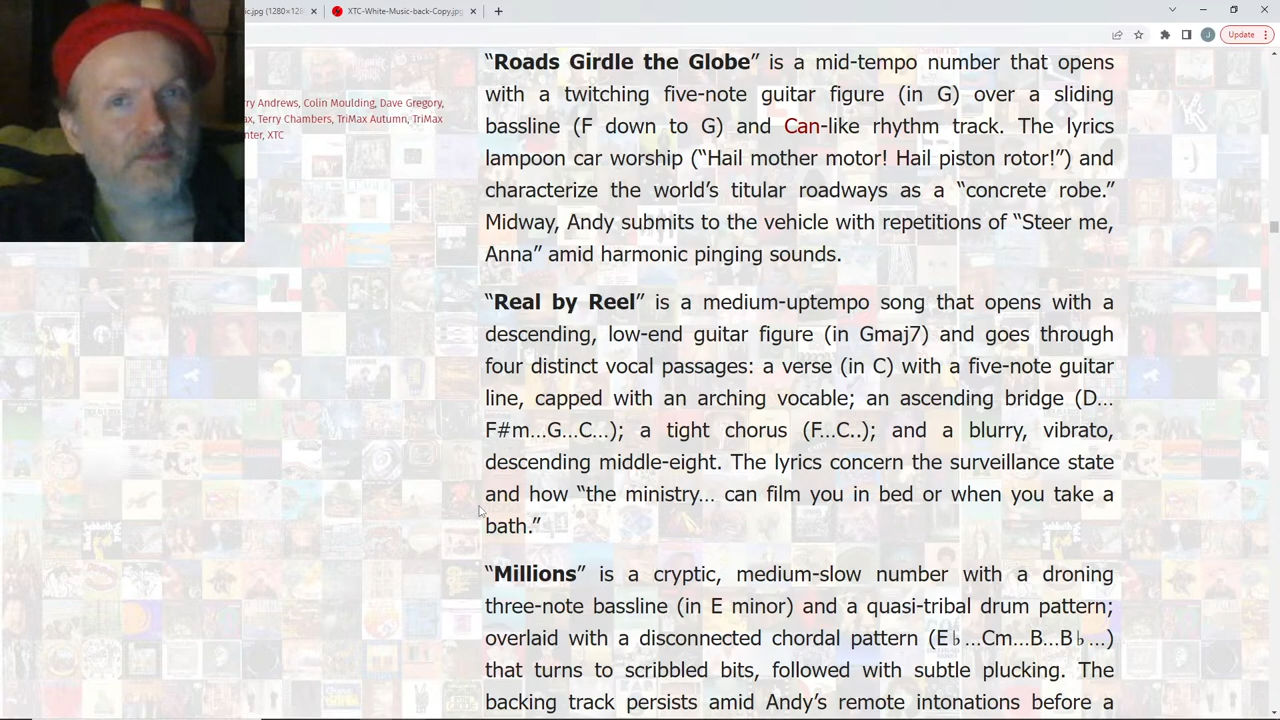 ic.jpg (1280×128
XTC-White-Music-back-Copy.jpg
Update
J
ry Andrews, Colin Moulding, Dave Gregory,
ax, Terry Chambers, TriMax Autumn, TriMax
nter, XTC
“Roads Girdle the Globe” is a mid-tempo number that opens
with a twitching five-note guitar figure (in G) over a sliding
bassline (F down to G) and Can-like rhythm track. The lyrics
lampoon car worship (“Hail mother motor! Hail piston rotor!”) and
characterize the world’s titular roadways as a “concrete robe.”
Midway, Andy submits to the vehicle with repetitions of “Steer me,
Anna” amid harmonic pinging sounds.
“Real by Reel” is a medium-uptempo song that opens with a
descending, low-end guitar figure (in Gmaj7) and goes through
four distinct vocal passages: a verse (in C) with a five-note guitar
line, capped with an arching vocable; an ascending bridge (D…
F#m…G…C…); a tight chorus (F…C..); and a blurry, vibrato,
descending middle-eight. The lyrics concern the surveillance state
and how “the ministry… can film you in bed or when you take a
bath.”
“Millions” is a cryptic, medium-slow number with a droning
three-note bassline (in E minor) and a quasi-tribal drum pattern;
overlaid with a disconnected chordal pattern (E♭…Cm…B…B♭…)
that turns to scribbled bits, followed with subtle plucking. The
backing track persists amid Andy’s remote intonations before a